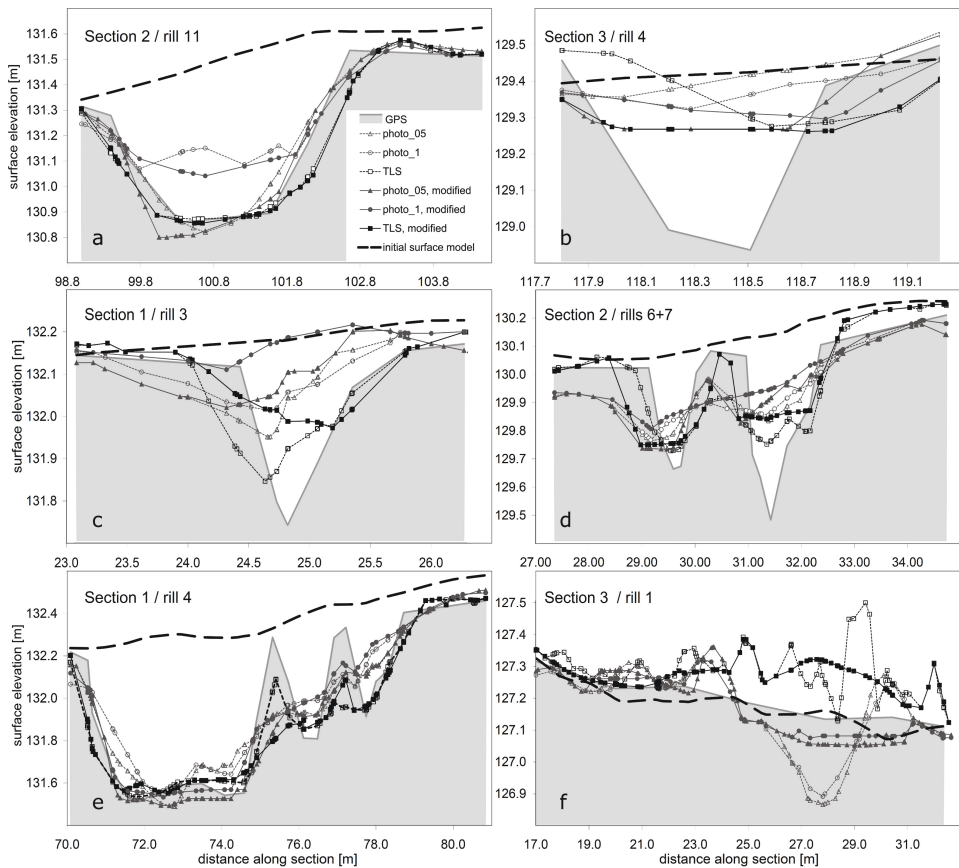 Section 2 / rill 11
surface elevation [m]
131.6
131.5
131.4
131.3
131.2
131.1
131.0
130.9
130.8
GPS
photo_05
photo_1
TLS
photo_05, modified
photo_1, modified
TLS, modified
initial surface model
a
98.8 99.8 100.8 101.8 102.8 103.8
Section 3 / rill 4
129.5
129.4
129.3
129.2
129.1
129.0
b
117.7 117.9 118.1 118.2 118.4 118.5 118.7 118.8 118.9 119.1
Section 1 / rill 3
surface elevation [m]
132.2
132.1
132.0
131.9
131.8
c
23.0 23.5 24.0 24.5 25.0 25.5 26.0
Section 2 / rills 6+7
130.2
130.1
130.0
129.9
129.8
129.7
129.6
129.5
d
27.00 28.00 29.00 30.00 31.00 32.00 33.00 34.00
Section 1 / rill 4
surface elevation [m]
132.4
132.2
132.0
131.8
131.6
e
70.0 72.0 74.0 76.0 78.0 80.0
distance along section [m]
Section 3 / rill 1
127.5
127.4
127.3
127.2
127.1
127.0
126.9
f
17.0 19.0 21.0 23.0 25.0 27.0 29.0 31.0
distance along section [m]